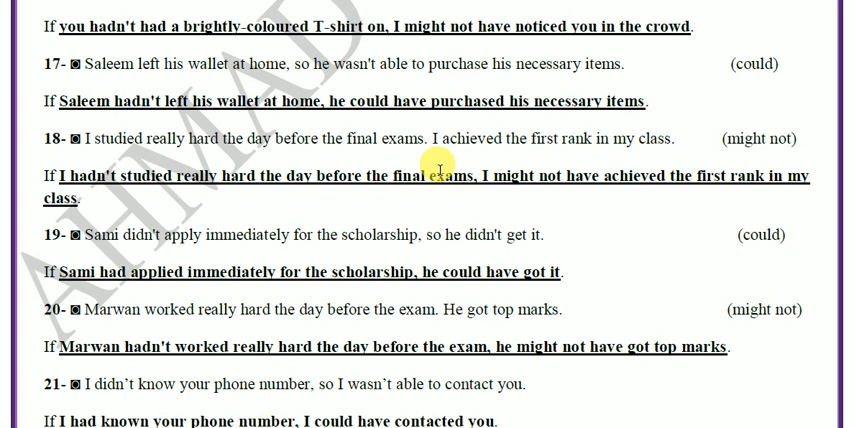 If you hadn't had a brightly-coloured T-shirt on, I might not have noticed you in the crowd.
17- ◙ Saleem left his wallet at home, so he wasn't able to purchase his necessary items. (could)
If Saleem hadn't left his wallet at home, he could have purchased his necessary items.
18- ◙ I studied really hard the day before the final exams. I achieved the first rank in my class. (might not)
If I hadn't studied really hard the day before the final exams, I might not have achieved the first rank in my
class.
19- ◙ Sami didn't apply immediately for the scholarship, so he didn't get it. (could)
If Sami had applied immediately for the scholarship, he could have got it.
20- ◙ Marwan worked really hard the day before the exam. He got top marks. (might not)
If Marwan hadn't worked really hard the day before the exam, he might not have got top marks.
21- ◙ I didn’t know your phone number, so I wasn’t able to contact you.
If I had known your phone number, I could have contacted you.
AHMAD